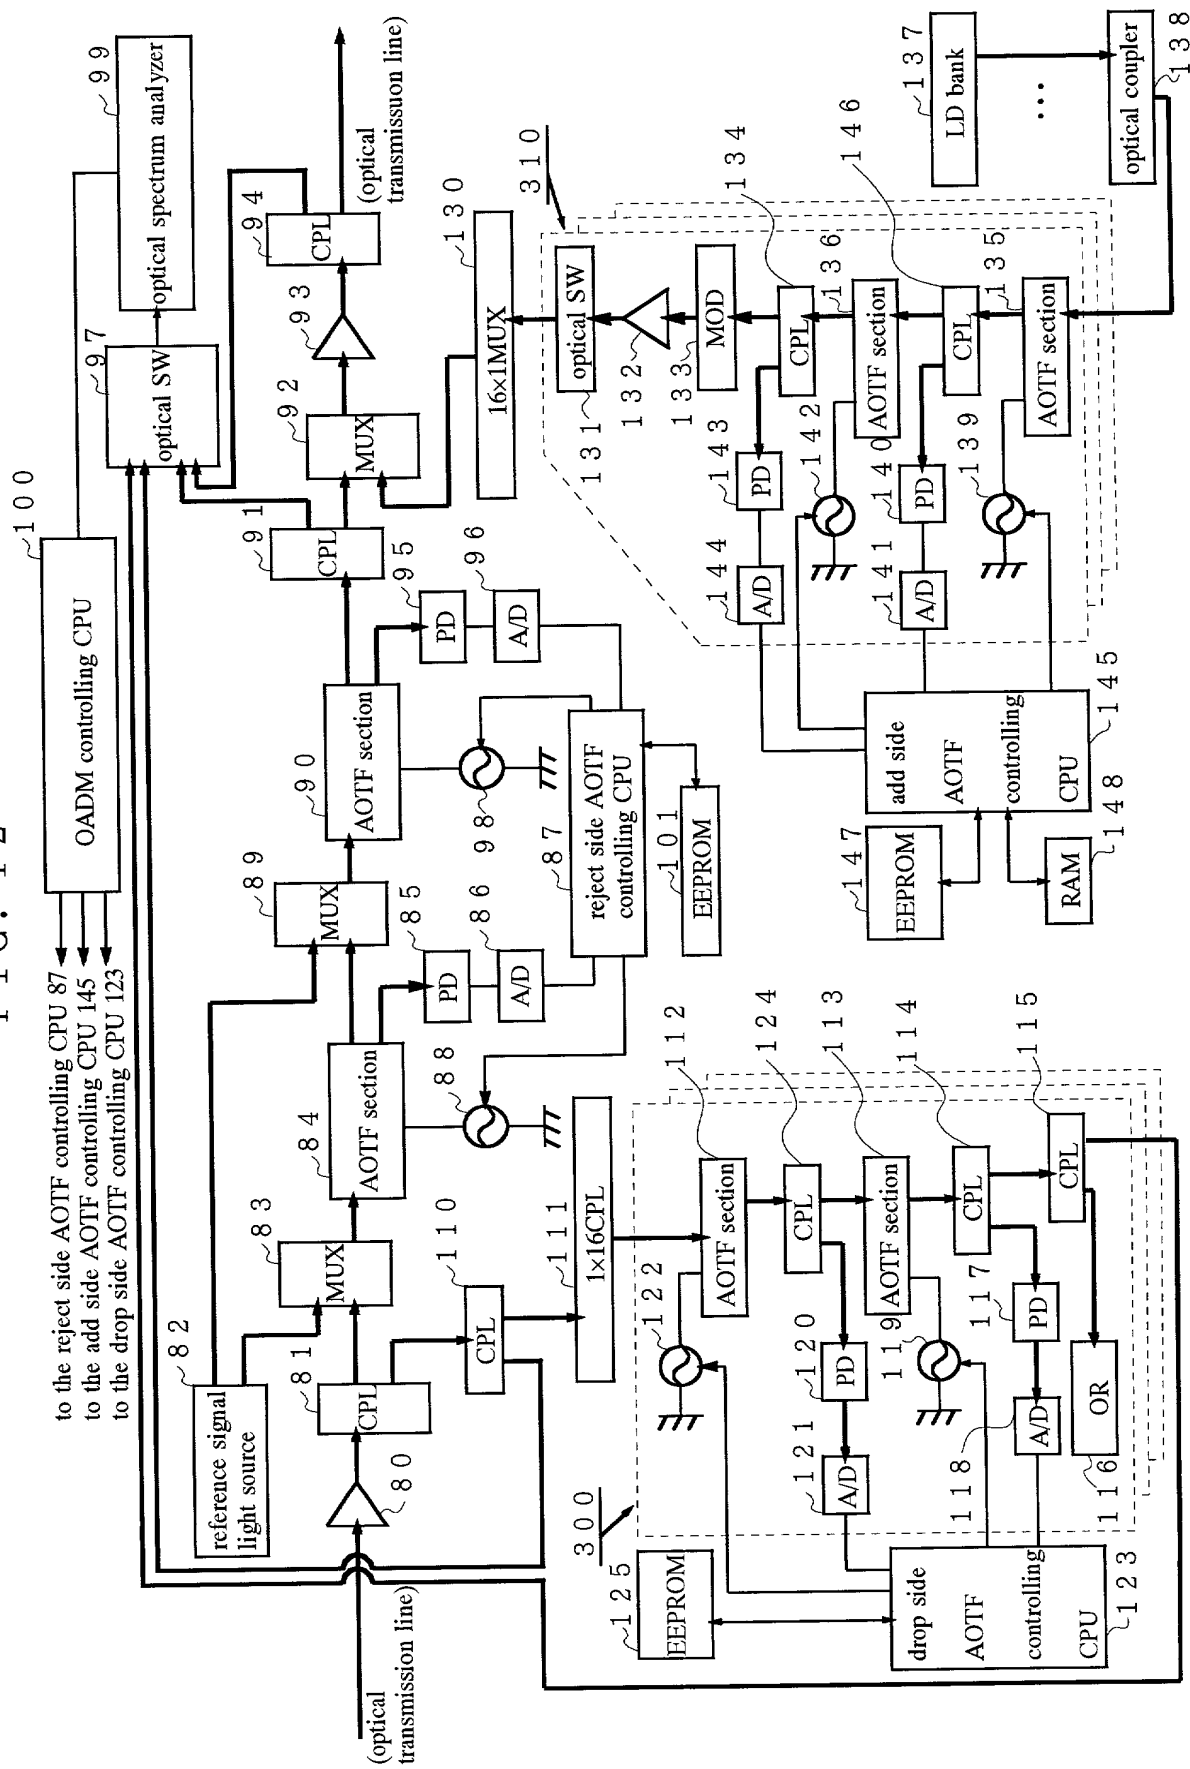 FIG. 12
100
OADM controlling CPU
to the reject side AOTF controlling CPU 87
to the add side AOTF controlling CPU 145
to the drop side AOTF controlling CPU 123
99
optical spectrum analyzer
97
optical SW
82
reference signal
light source
(optical
transmission line)
80
81
CPL
83
MUX
84
AOTF section
88
85
PD
86
A/D
89
MUX
90
AOTF section
98
95
PD
96
A/D
87
reject side AOTF
controlling CPU
101
EEPROM
91
CPL
92
MUX
93
94
CPL
(optical
transmissuon line)
110
CPL
111
1×16CPL
300
112
AOTF section
122
124
CPL
120
PD
121
A/D
113
AOTF section
119
114
CPL
117
PD
118
A/D
115
CPL
116
OR
125
EEPROM
drop side
AOTF
controlling
CPU
123
130
16×1MUX
310
131
optical SW
132
133
MOD
134
CPL
143
PD
144
A/D
136
AOTF section
142
146
CPL
140
PD
141
A/D
135
AOTF section
139
137
LD bank
...
optical coupler
138
add side
AOTF
controlling
CPU
145
147
EEPROM
RAM
148